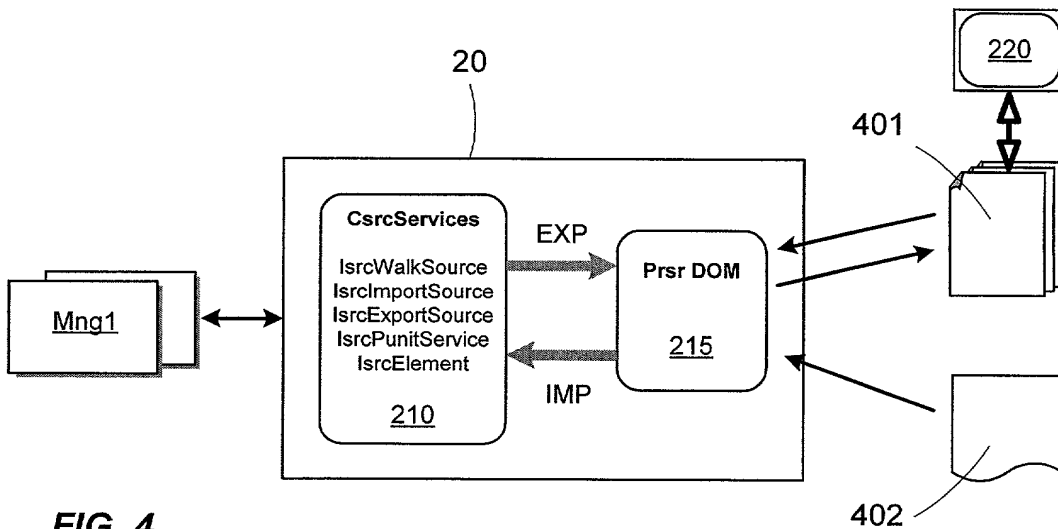 20
220
401
CsrcServices
IsrcWalkSource
IsrcImportSource
IsrcExportSource
IsrcPunitService
IsrcElement
210
EXP
IMP
Prsr DOM
215
Mng1
402
FIG. 4